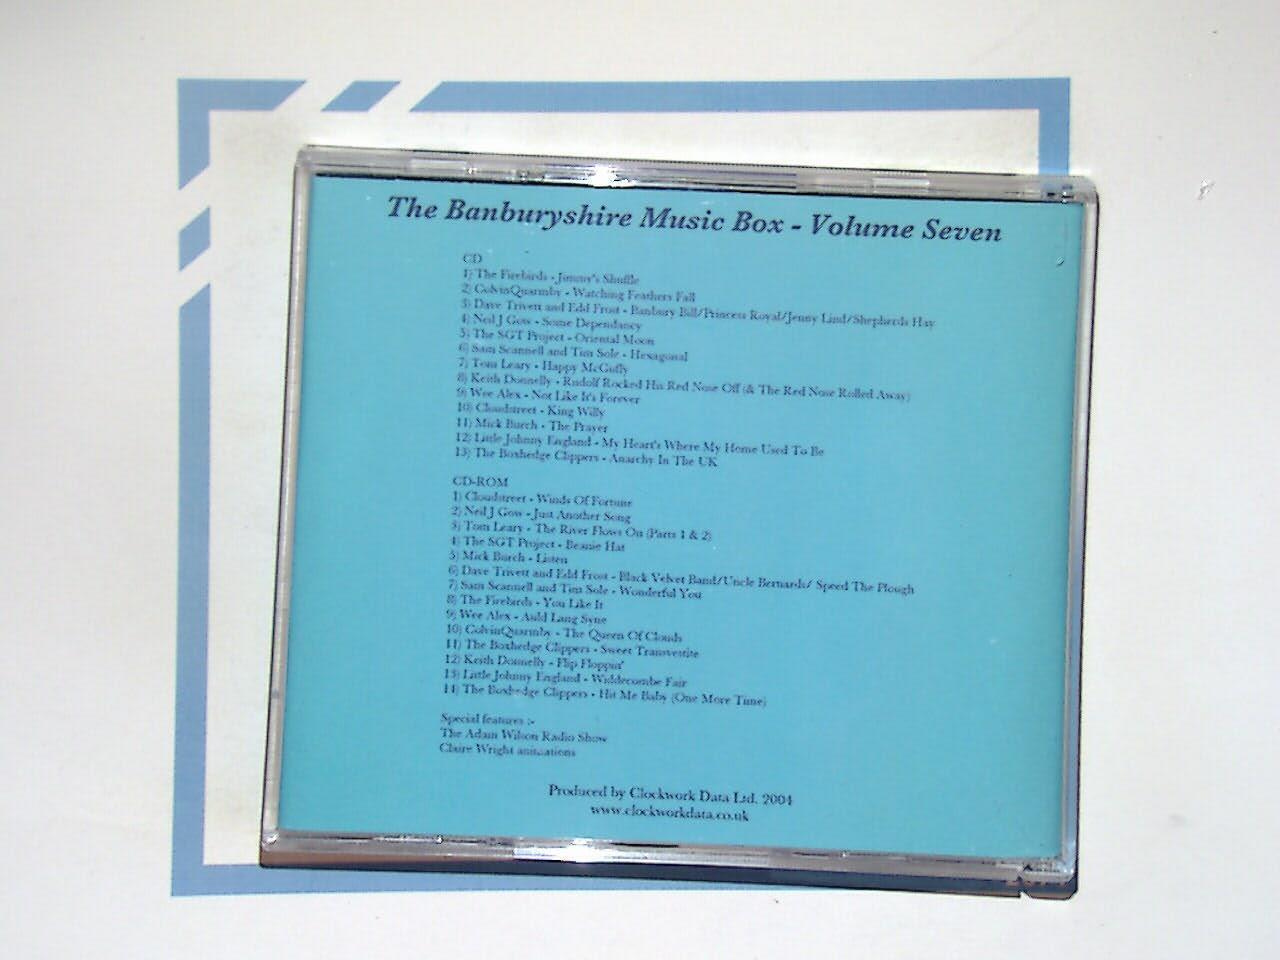 The Banburyshire Music Box - Volume Seven
CD
1) The Firebirds - Jimmy's Shuffle
2) ColvinQuarmby - Watching Feathers Fall
3) Dave Trivett and Edd Frost - Banbury Bill/Princess Royal/Jenny Lind/Shepherds Hay
4) Neil J Gow - Some Dependancy
5) The SGT Project - Oriental Moon
6) Sam Scannell and Tim Sole - Hexagonal
7) Tom Leary - Happy McGuffy
8) Keith Donnelly - Rudolf Rocked His Red Nose Off (& The Red Nose Rolled Away)
9) Wee Alex - Not Like It's Forever
10) Cloudstreet - King Willy
11) Mick Burch - The Prayer
12) Little Johnny England - My Heart's Where My Home Used To Be
13) The Boxhedge Clippers - Anarchy In The UK
CD-ROM
1) Cloudstreet - Winds Of Fortune
2) Neil J Gow - Just Another Song
3) Tom Leary - The River Flows On (Parts 1 & 2)
4) The SGT Project - Beanie Hat
5) Mick Burch - Listen
6) Dave Trivett and Edd Frost - Black Velvet Band/Uncle Bernards/ Speed The Plough
7) Sam Scannell and Tim Sole - Wonderful You
8) The Firebirds - You Like It
9) Wee Alex - Auld Lang Syne
10) ColvinQuarmby - The Queen Of Clouds
11) The Boxhedge Clippers - Sweet Transvestite
12) Keith Donnelly - Flip Floppin'
13) Little Johnny England - Widdecombe Fair
14) The Boxhedge Clippers - Hit Me Baby (One More Time)
Special features :-
The Adam Wilson Radio Show
Claire Wright animations
Produced by Clockwork Data Ltd. 2004
www.clockworkdata.co.uk